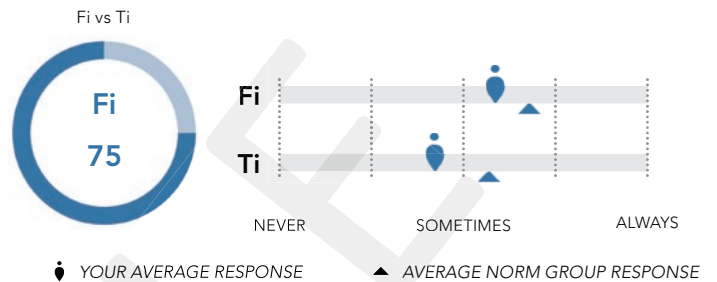 Fi vs Ti
Fi
75
Fi
Ti
NEVER SOMETIMES ALWAYS
YOUR AVERAGE RESPONSE AVERAGE NORM GROUP RESPONSE